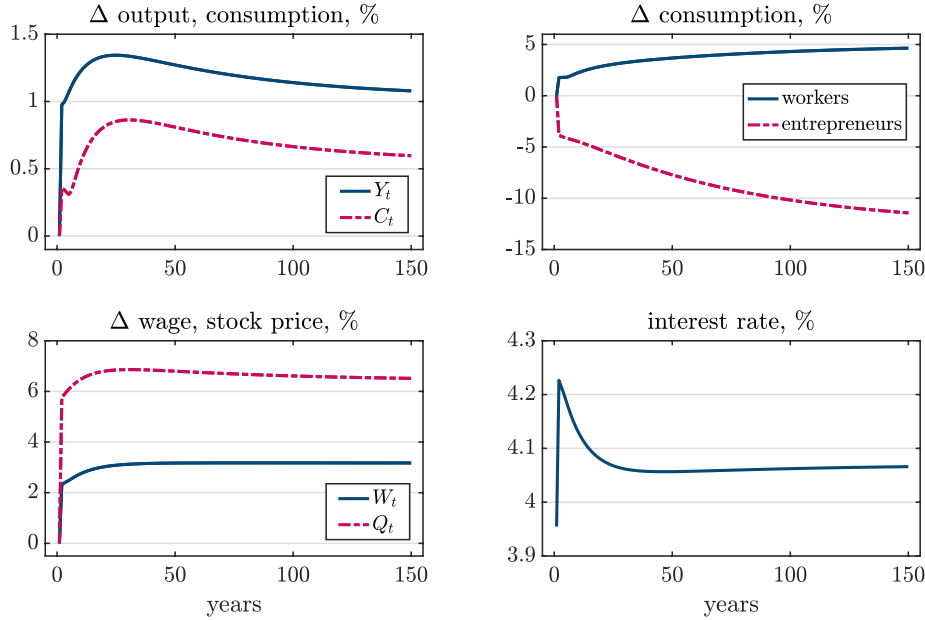 Δ output, consumption, %
1.5
1
0.5
0
Y_t
C_t
0 50 100 150
Δ consumption, %
5
0
-5
-10
-15
workers
entrepreneurs
0 50 100 150
Δ wage, stock price, %
8
6
4
2
0
W_t
Q_t
0 50 100 150
years
interest rate, %
4.3
4.2
4.1
4
3.9
0 50 100 150
years